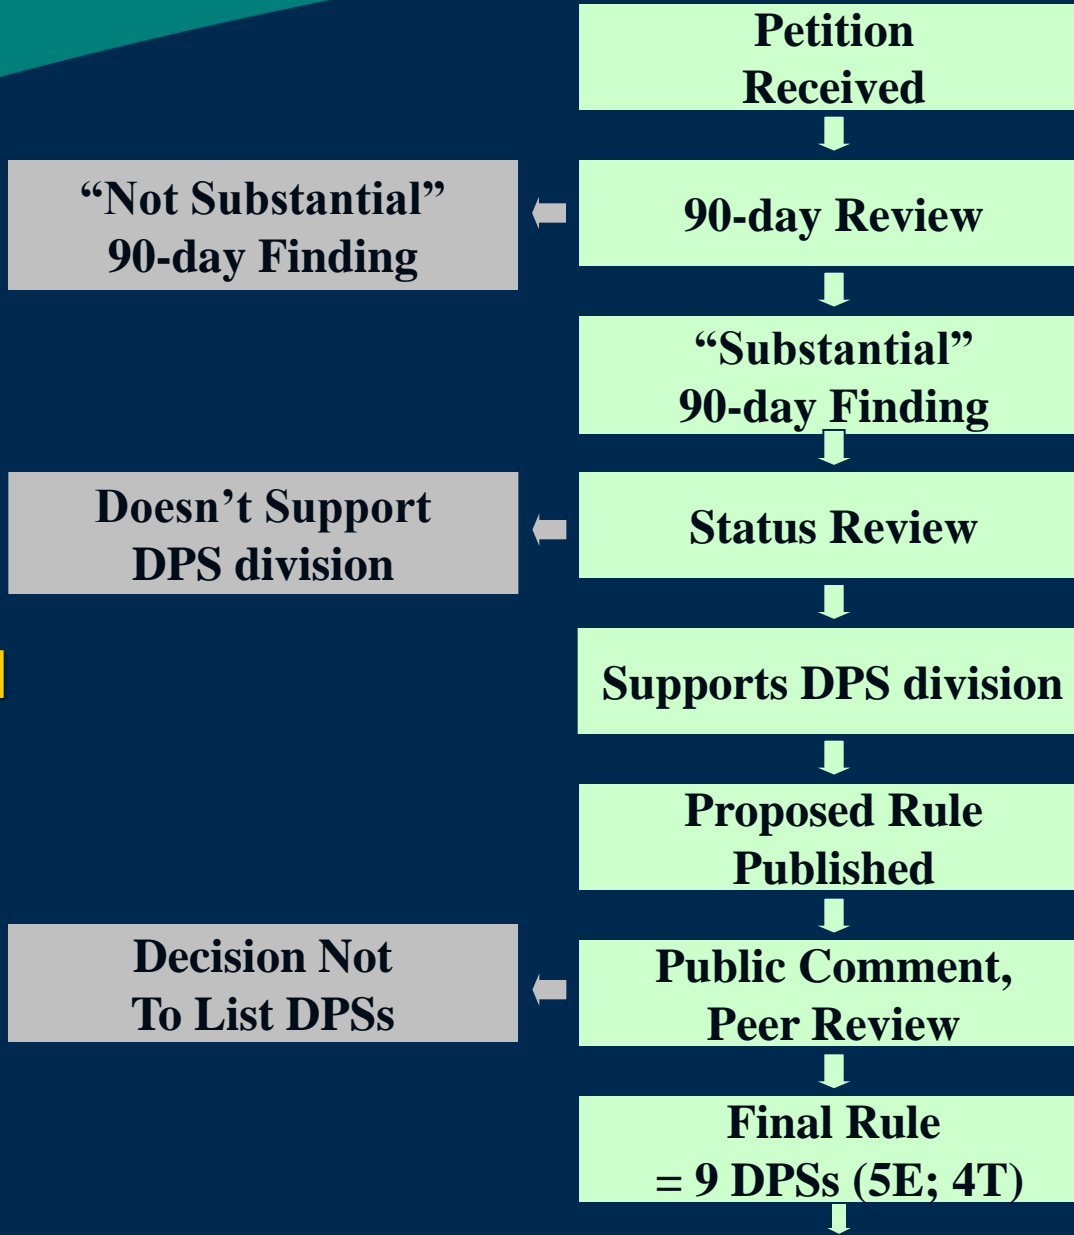 Petition
Received
“Not Substantial”
90-day Finding
90-day Review
“Substantial”
90-day Finding
Doesn’t Support
DPS division
Status Review
Supports DPS division
Proposed Rule
Published
Decision Not
To List DPSs
Public Comment,
Peer Review
Final Rule
= 9 DPSs (5E; 4T)